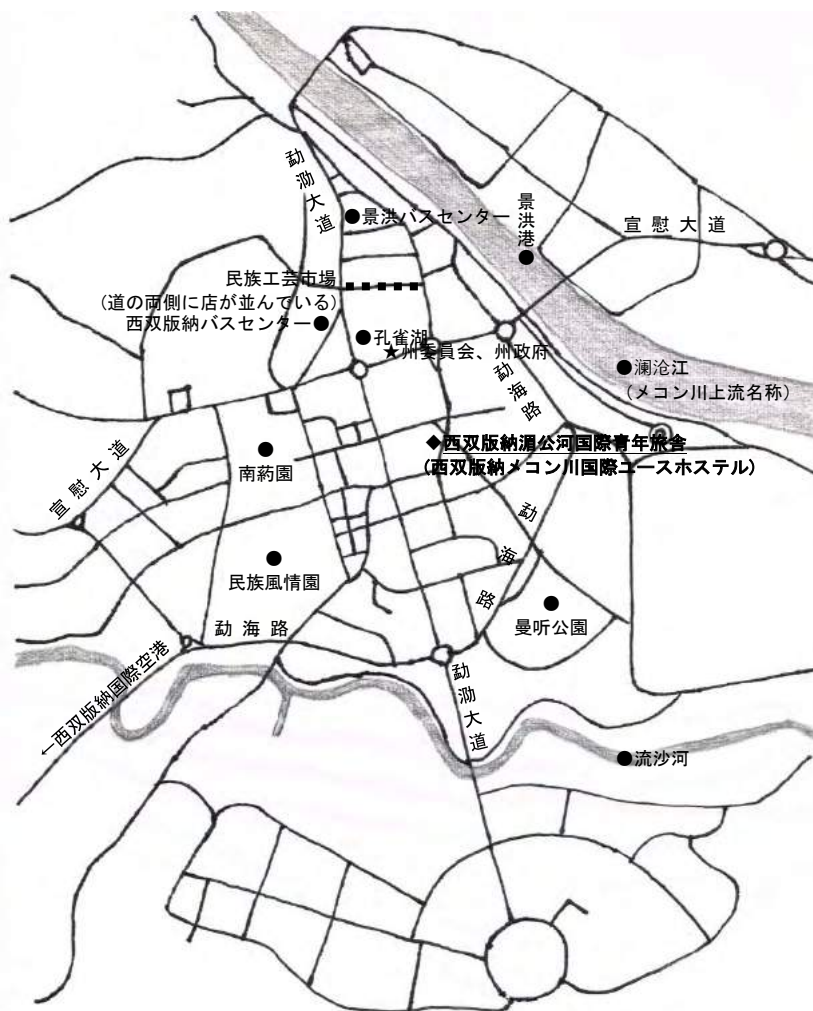 勐泐大道
●景洪バスセンター
景洪港
宣慰大道
民族工芸市場
(道の両側に店が並んでいる)
西双版納バスセンター●
●孔雀湖
★州委員会、州政府
勐海路
●澜沧江
(メコン川上流名称)
◆西双版納湄公河国際青年旅舎
(西双版納メコン川国際ユースホステル)
宣慰大道
南葯園
勐海路
民族風情園
曼听公園
勐海路
←西双版納国際空港
勐泐大道
●流沙河